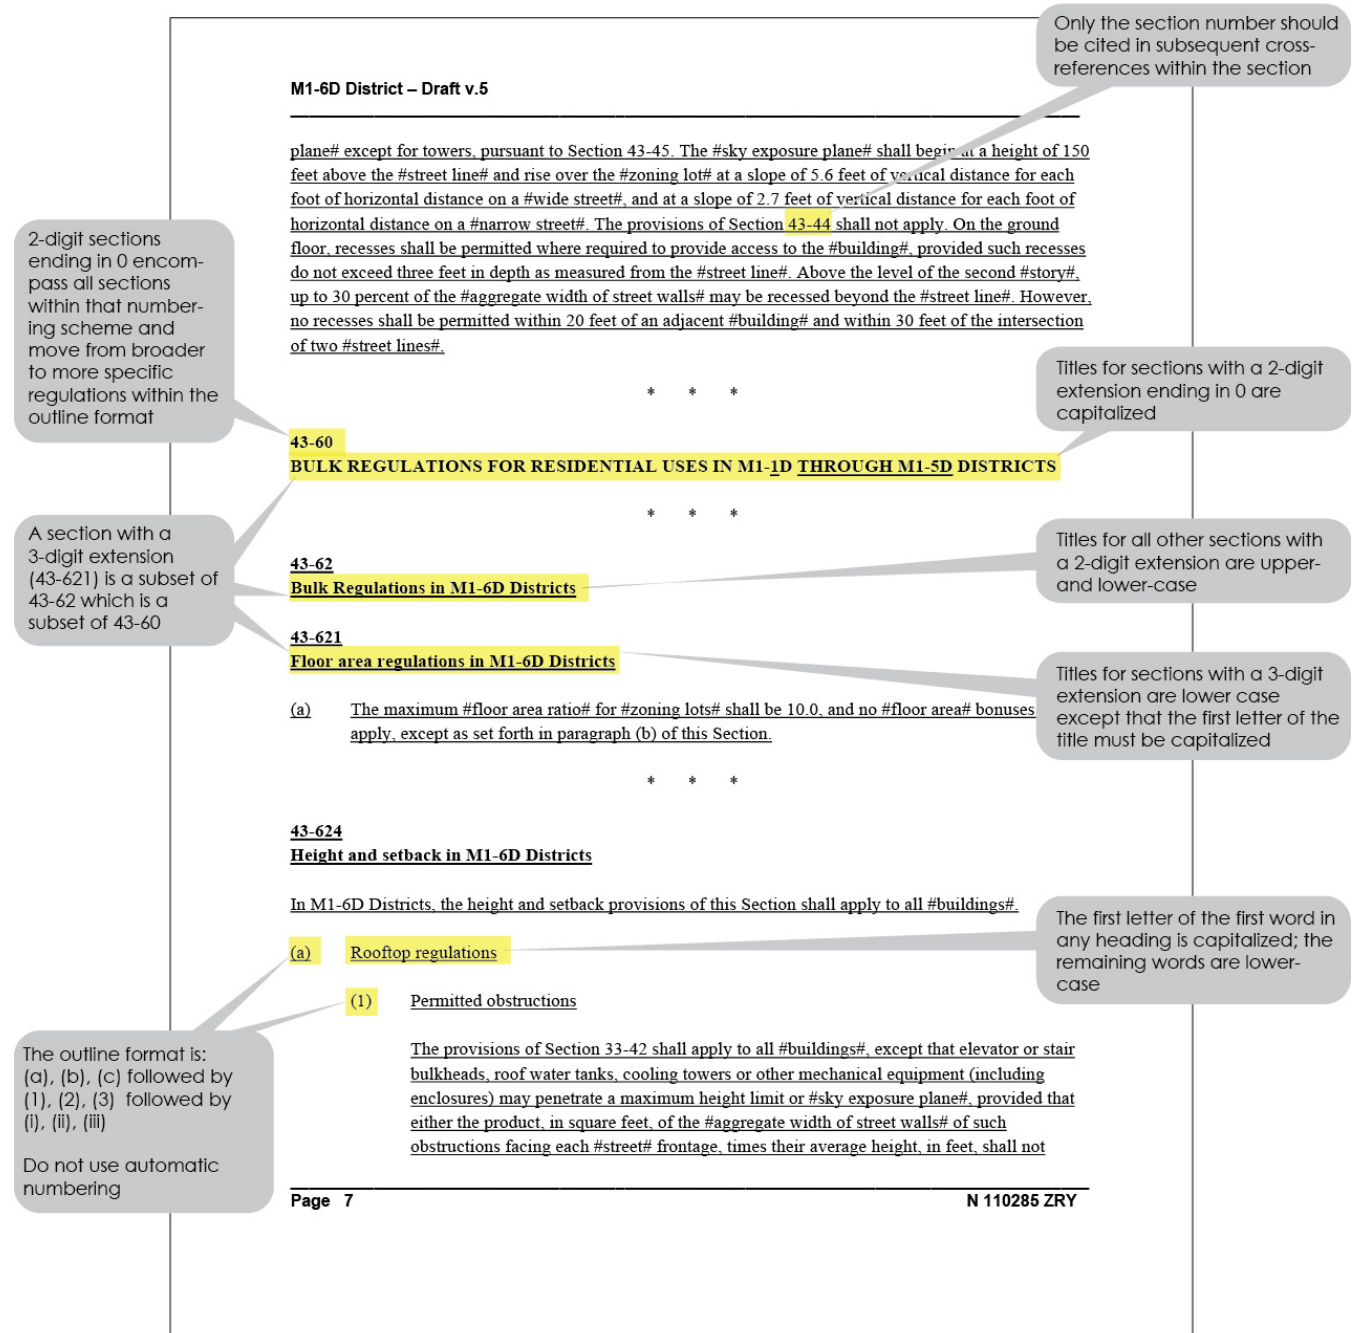 Only the section number should
be cited in subsequent cross-
references within the section
M1-6D District – Draft v.5
plane# except for towers, pursuant to Section 43-45. The #sky exposure plane# shall begin at a height of 150
feet above the #street line# and rise over the #zoning lot# at a slope of 5.6 feet of vertical distance for each
foot of horizontal distance on a #wide street#, and at a slope of 2.7 feet of vertical distance for each foot of
horizontal distance on a #narrow street#. The provisions of Section 43-44 shall not apply. On the ground
floor, recesses shall be permitted where required to provide access to the #building#, provided such recesses
do not exceed three feet in depth as measured from the #street line#. Above the level of the second #story#,
up to 30 percent of the #aggregate width of street walls# may be recessed beyond the #street line#. However,
no recesses shall be permitted within 20 feet of an adjacent #building# and within 30 feet of the intersection
of two #street lines#.
2-digit sections
ending in 0 encom-
pass all sections
within that number-
ing scheme and
move from broader
to more specific
regulations within the
outline format
* * *
Titles for sections with a 2-digit
extension ending in 0 are
capitalized
43-60
BULK REGULATIONS FOR RESIDENTIAL USES IN M1-1D THROUGH M1-5D DISTRICTS
* * *
A section with a
3-digit extension
(43-621) is a subset of
43-62 which is a
subset of 43-60
Titles for all other sections with
a 2-digit extension are upper-
and lower-case
43-62
Bulk Regulations in M1-6D Districts
43-621
Floor area regulations in M1-6D Districts
Titles for sections with a 3-digit
extension are lower case
except that the first letter of the
title must be capitalized
(a) The maximum #floor area ratio# for #zoning lots# shall be 10.0, and no #floor area# bonuses
apply, except as set forth in paragraph (b) of this Section.
* * *
43-624
Height and setback in M1-6D Districts
In M1-6D Districts, the height and setback provisions of this Section shall apply to all #buildings#.
The first letter of the first word in
any heading is capitalized; the
remaining words are lower-
case
(a) Rooftop regulations
(1) Permitted obstructions
The outline format is:
(a), (b), (c) followed by
(1), (2), (3) followed by
(i), (ii), (iii)
Do not use automatic
numbering
The provisions of Section 33-42 shall apply to all #buildings#, except that elevator or stair
bulkheads, roof water tanks, cooling towers or other mechanical equipment (including
enclosures) may penetrate a maximum height limit or #sky exposure plane#, provided that
either the product, in square feet, of the #aggregate width of street walls# of such
obstructions facing each #street# frontage, times their average height, in feet, shall not
Page 7 N 110285 ZRY